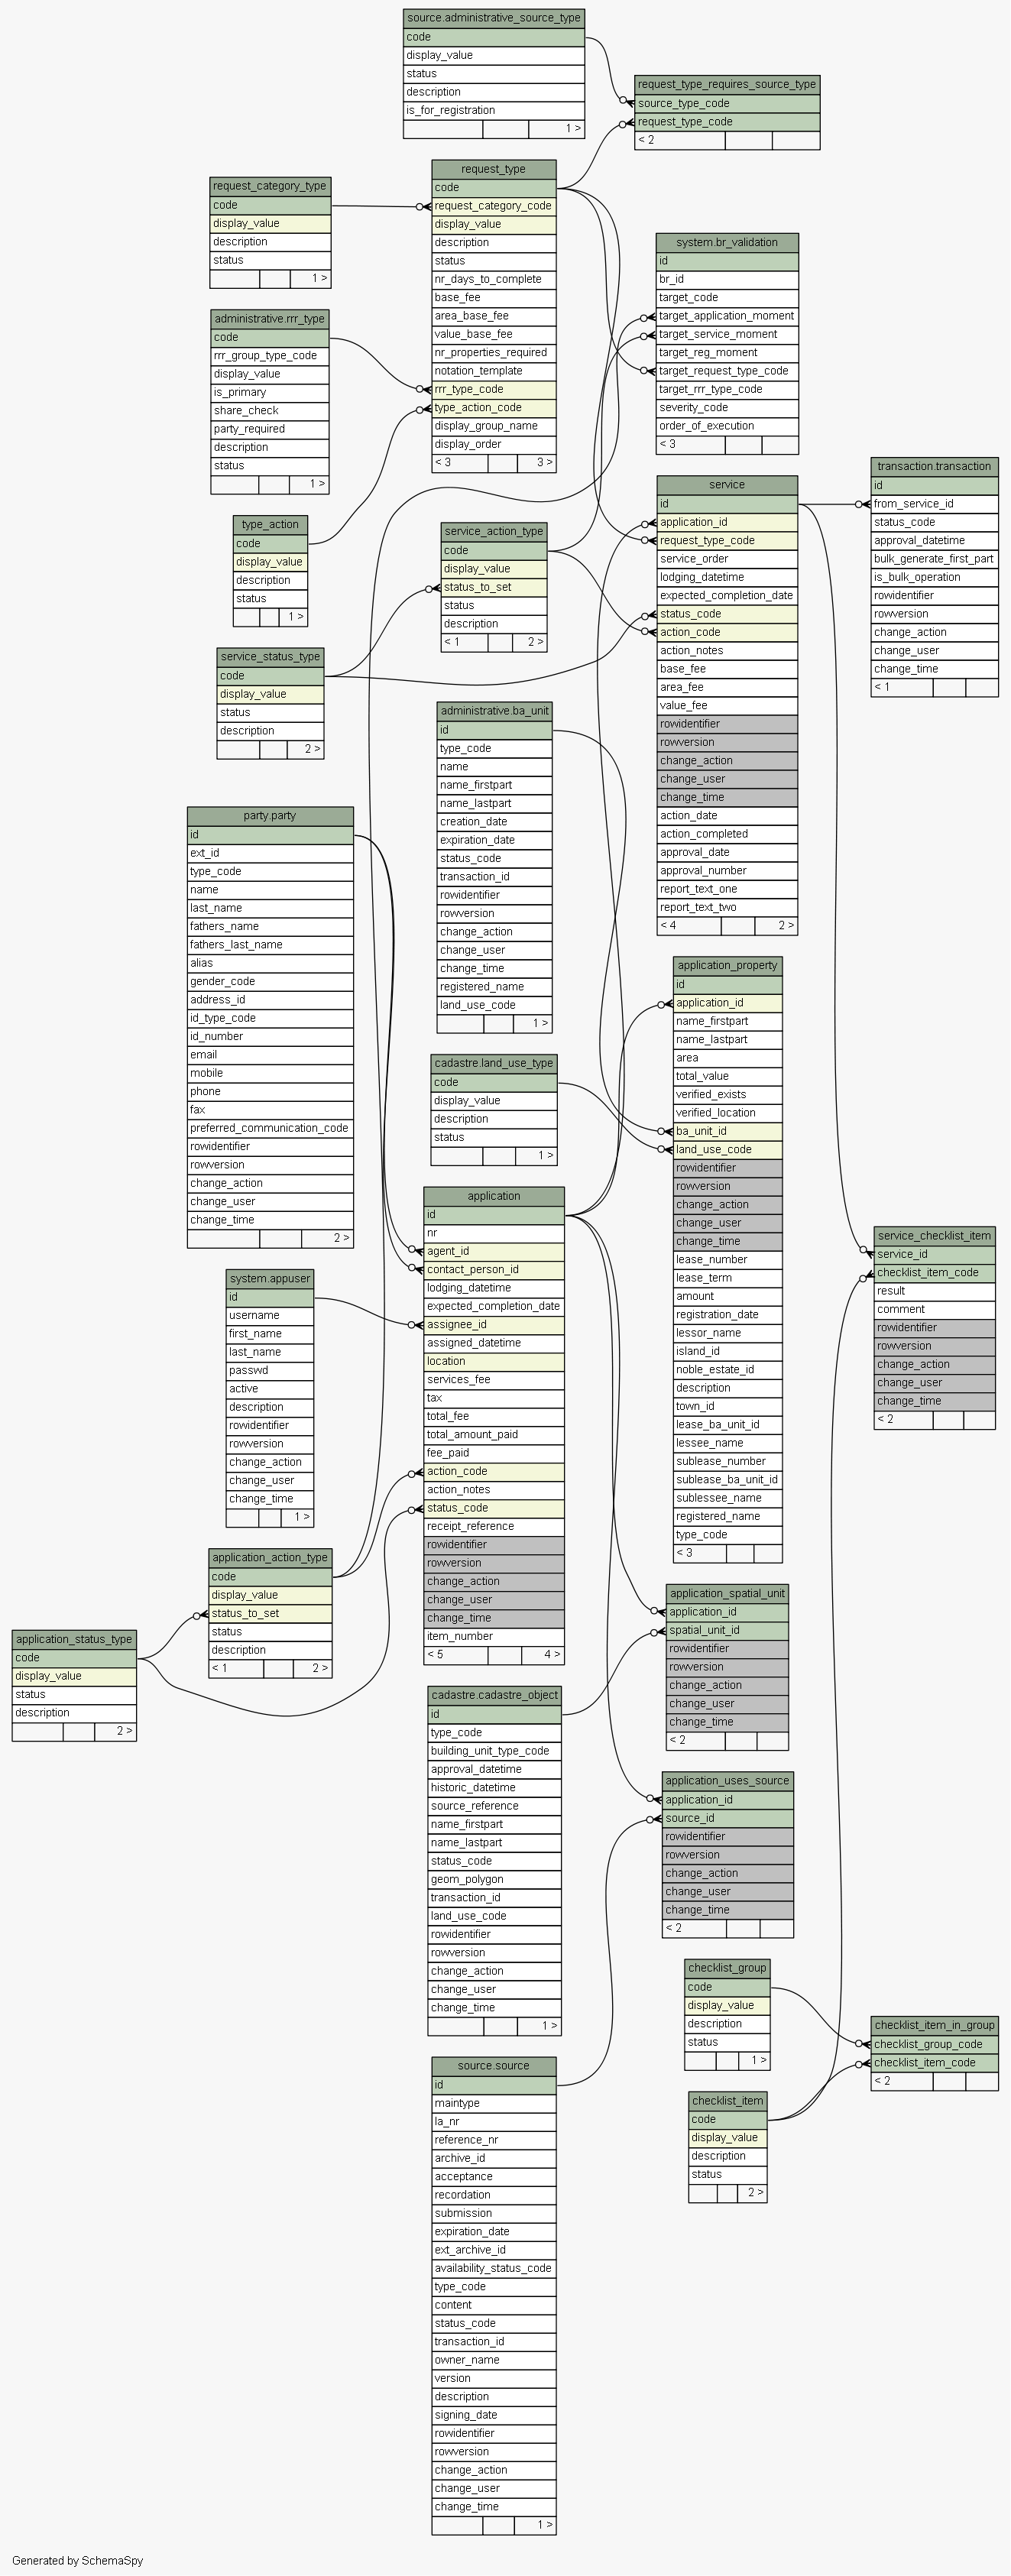 source.administrative_source_type
code
display_value
status
description
is_for_registration
1 >
request_type_requires_source_type
source_type_code
request_type_code
< 2
request_type
code
request_category_code
display_value
description
status
nr_days_to_complete
base_fee
area_base_fee
value_base_fee
nr_properties_required
notation_template
rrr_type_code
type_action_code
display_group_name
display_order
< 3 3 >
request_category_type
code
display_value
description
status
1 >
system.br_validation
id
br_id
target_code
target_application_moment
target_service_moment
target_reg_moment
target_request_type_code
target_rrr_type_code
severity_code
order_of_execution
< 3
administrative.rrr_type
code
rrr_group_type_code
display_value
is_primary
share_check
party_required
description
status
1 >
transaction.transaction
id
from_service_id
status_code
approval_datetime
bulk_generate_first_part
is_bulk_operation
rowidentifier
rowversion
change_action
change_user
change_time
< 1
service
id
application_id
request_type_code
service_order
lodging_datetime
expected_completion_date
status_code
action_code
action_notes
base_fee
area_fee
value_fee
rowidentifier
rowversion
change_action
change_user
change_time
action_date
action_completed
approval_date
approval_number
report_text_one
report_text_two
< 4 2 >
type_action
code
display_value
description
status
1 >
service_action_type
code
display_value
status_to_set
status
description
< 1 2 >
service_status_type
code
display_value
status
description
2 >
administrative.ba_unit
id
type_code
name
name_firstpart
name_lastpart
creation_date
expiration_date
status_code
transaction_id
rowidentifier
rowversion
change_action
change_user
change_time
registered_name
land_use_code
1 >
party.party
id
ext_id
type_code
name
last_name
fathers_name
fathers_last_name
alias
gender_code
address_id
id_type_code
id_number
email
mobile
phone
fax
preferred_communication_code
rowidentifier
rowversion
change_action
change_user
change_time
2 >
application_property
id
application_id
name_firstpart
name_lastpart
area
total_value
verified_exists
verified_location
ba_unit_id
land_use_code
rowidentifier
rowversion
change_action
change_user
change_time
lease_number
lease_term
amount
registration_date
lessor_name
island_id
noble_estate_id
description
town_id
lease_ba_unit_id
lessee_name
sublease_number
sublease_ba_unit_id
sublessee_name
registered_name
type_code
< 3
cadastre.land_use_type
code
display_value
description
status
1 >
application
id
nr
agent_id
contact_person_id
lodging_datetime
expected_completion_date
assignee_id
assigned_datetime
location
services_fee
tax
total_fee
total_amount_paid
fee_paid
action_code
action_notes
status_code
receipt_reference
rowidentifier
rowversion
change_action
change_user
change_time
item_number
< 5 4 >
service_checklist_item
service_id
checklist_item_code
result
comment
rowidentifier
rowversion
change_action
change_user
change_time
< 2
system.appuser
id
username
first_name
last_name
passwd
active
description
rowidentifier
rowversion
change_action
change_user
change_time
1 >
application_action_type
code
display_value
status_to_set
status
description
< 1 2 >
application_status_type
code
display_value
status
description
2 >
application_spatial_unit
application_id
spatial_unit_id
rowidentifier
rowversion
change_action
change_user
change_time
< 2
cadastre.cadastre_object
id
type_code
building_unit_type_code
approval_datetime
historic_datetime
source_reference
name_firstpart
name_lastpart
status_code
geom_polygon
transaction_id
land_use_code
rowidentifier
rowversion
change_action
change_user
change_time
1 >
application_uses_source
application_id
source_id
rowidentifier
rowversion
change_action
change_user
change_time
< 2
checklist_group
code
display_value
description
status
1 >
checklist_item_in_group
checklist_group_code
checklist_item_code
< 2
source.source
id
maintype
la_nr
reference_nr
archive_id
acceptance
recordation
submission
expiration_date
ext_archive_id
availability_status_code
type_code
content
status_code
transaction_id
owner_name
version
description
signing_date
rowidentifier
rowversion
change_action
change_user
change_time
1 >
checklist_item
code
display_value
description
status
2 >
Generated by SchemaSpy